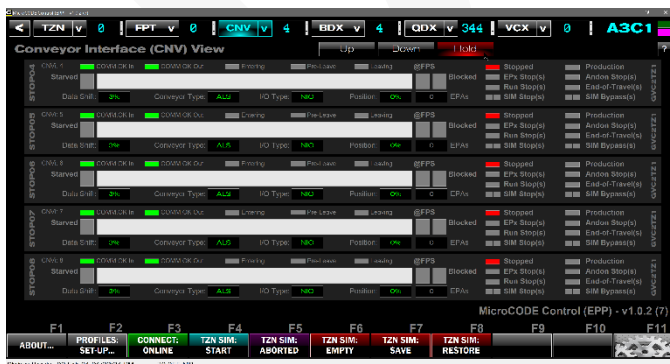 < TZN v 0 FPT v 0 CNV v 4 BDX v 4 QDX v 344 VCX v 0 A3C1
Conveyor Interface (CNV) View Up Down Hold ?
STOP04 CNV: 1 COMM OK In COMM OK Out Entering Pre-Leave Leaving @FPS Stopped Production GVC2TZ1
Starved Blocked EPx Stop(s) Andon Stop(s)
Run Stop(s) End-of-Travel(s)
Data Shift: 0% Conveyor Type: ALS I/O Type: NIO Position: 0% 0 EPAs SIM Stop(s) SIM Bypass(s)
STOP05 CNV: 5 COMM OK In COMM OK Out Entering Pre-Leave Leaving @FPS Stopped Production GVC2TZ1
Starved Blocked EPx Stop(s) Andon Stop(s)
Run Stop(s) End-of-Travel(s)
Data Shift: 0% Conveyor Type: ALS I/O Type: NIO Position: 0% 0 EPAs SIM Stop(s) SIM Bypass(s)
STOP06 COMM OK In COMM OK Out Entering Pre-Leave Leaving @FPS Stopped Production GVC2TZ1
Starved Blocked EPx Stop(s) Andon Stop(s)
Run Stop(s) End-of-Travel(s)
Data Shift: 0% Conveyor Type: ALS I/O Type: NIO Position: 0% 0 EPAs SIM Stop(s) SIM Bypass(s)
STOP07 CNV: 7 COMM OK In COMM OK Out Entering Pre-Leave Leaving @FPS Stopped Production GVC2TZ1
Starved Blocked EPx Stop(s) Andon Stop(s)
Run Stop(s) End-of-Travel(s)
Data Shift: 0% Conveyor Type: ALS I/O Type: NIO Position: 0% 0 EPAs SIM Stop(s) SIM Bypass(s)
STOP08 CNV: 8 COMM OK In COMM OK Out Entering Pre-Leave Leaving @FPS Stopped Production GVC2TZ1
Starved Blocked EPx Stop(s) Andon Stop(s)
Run Stop(s) End-of-Travel(s)
Data Shift: 0% Conveyor Type: ALS I/O Type: NIO Position: 0% 0 EPAs SIM Stop(s) SIM Bypass(s)
MicroCODE Control (EPP) - v1.0.2 (7)
F1 F2 F3 F4 F5 F6 F7 F8 F9 F10 F11
ABOUT... PROFILES: CONNECT: TZN SIM: TZN SIM: TZN SIM: TZN SIM: TZN SIM:
SET-UP... ONLINE START ABORTED EMPTY SAVE RESTORE